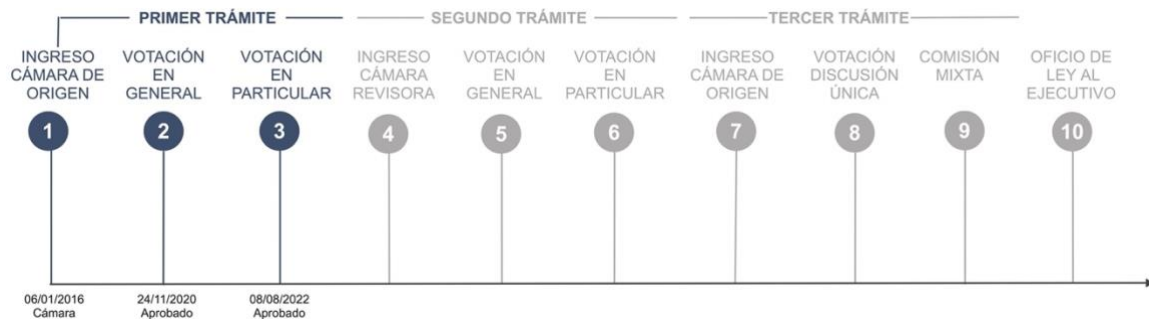 PRIMER TRÁMITE
SEGUNDO TRÁMITE
TERCER TRÁMITE
INGRESO
CÁMARA DE
ORIGEN
VOTACIÓN
EN
GENERAL
VOTACIÓN
EN
PARTICULAR
INGRESO
CÁMARA
REVISORA
VOTACIÓN
EN
GENERAL
VOTACIÓN
EN
PARTICULAR
INGRESO
CÁMARA DE
ORIGEN
VOTACIÓN
DISCUSIÓN
ÚNICA
COMISIÓN
MIXTA
OFICIO DE
LEY AL
EJECUTIVO
1
2
3
4
5
6
7
8
9
10
06/01/2016
Cámara
24/11/2020
Aprobado
08/08/2022
Aprobado